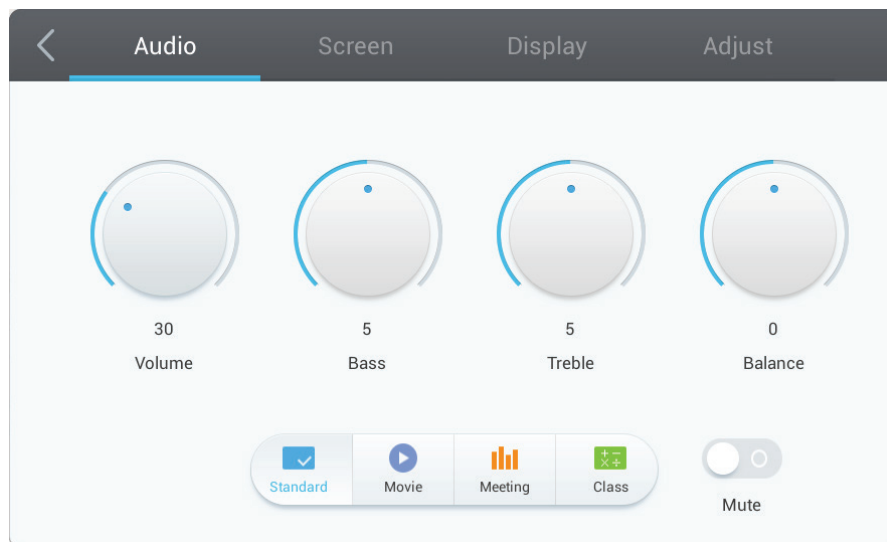 Audio Screen Display Adjust
30 5 5 0
Volume Bass Treble Balance
Standard Movie Meeting Class
Mute